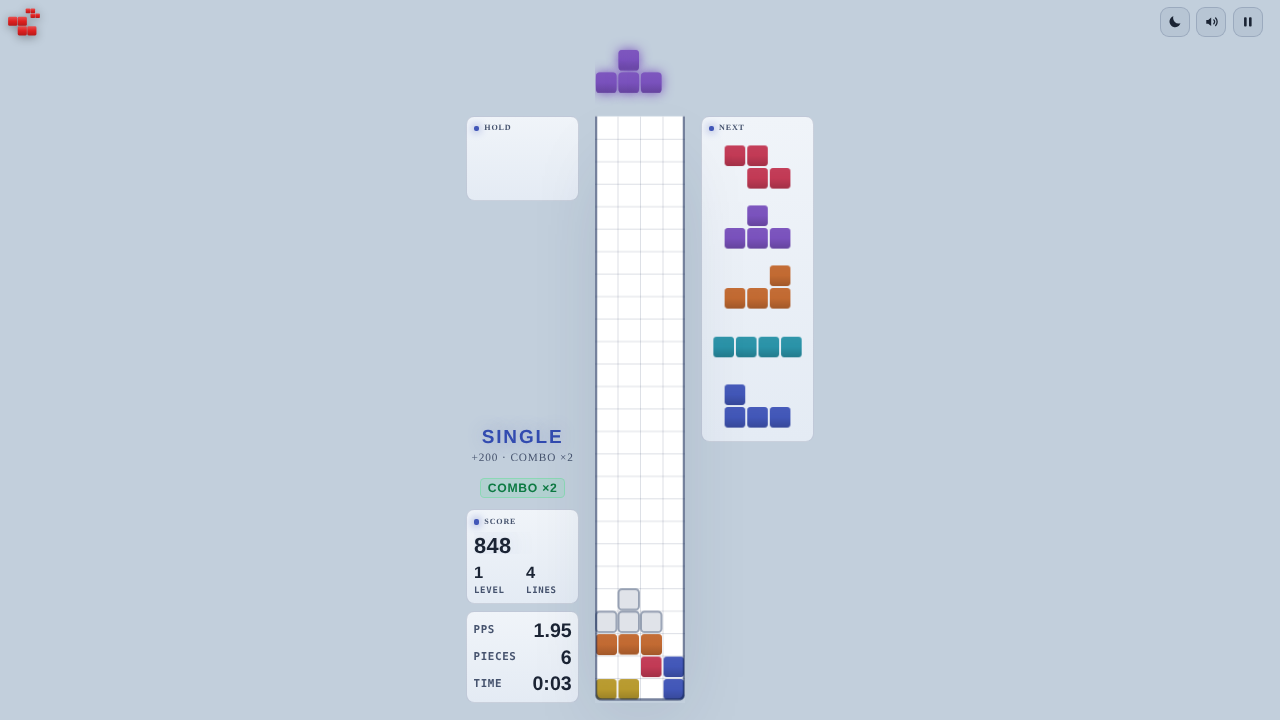 HOLD
NEXT
SINGLE
+200 · COMBO ×2
COMBO ×2
SCORE
848
1 4
LEVEL LINES
PPS 1.95
PIECES 6
TIME 0:03